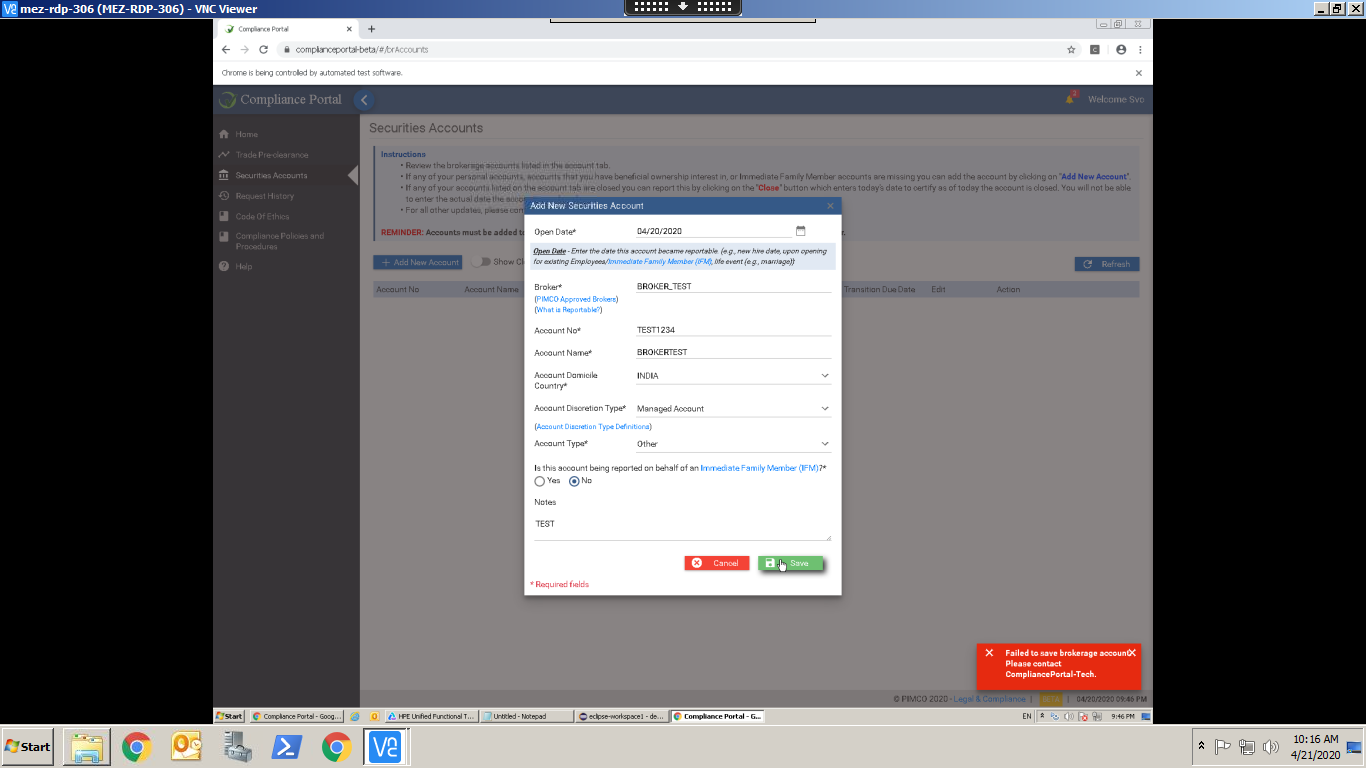 mez-rdp-306 (MEZ-RDP-306) - VNC Viewer
Compliance Portal
complianceportal-beta/#/brAccounts
Chrome is being controlled by automated test software.
Compliance Portal
2
Welcome Svc
Home
Trade Pre-clearance
Securities Accounts
Request History
Code Of Ethics
Compliance Policies and
Procedures
Help
Securities Accounts
Instructions
• Review the brokerage accounts listed in the account tab.
• If any of your personal accounts, accounts that you have beneficial ownership interest in, or Immediate Family Member accounts are missing you can add the account by clicking on "Add New Account".
• If any of your accounts listed on the account tab are closed you can report this by clicking on the "Close" button which enters today's date to certify as of today the account is closed. You will not be able
to enter the actual date the
• For all other updates, please
REMINDER: Accounts must be added
Add New Account
Show
Refresh
Account No
Account Name
Transition Due Date
Edit
Action
Add New Securities Account
Open Date*
04/20/2020
Open Date - Enter the date this account became reportable. (e.g., new hire date, upon opening
for existing Employees/Immediate Family Member (IFM), life event (e.g., marriage))
Broker*
BROKER_TEST
(PIMCO Approved Brokers)
(What is Reportable?)
Account No*
TEST1234
Account Name*
BROKERTEST
Account Domicile
Country*
INDIA
Account Discretion Type*
Managed Account
(Account Discretion Type Definitions)
Account Type*
Other
Is this account being reported on behalf of an Immediate Family Member (IFM)?*
Yes
No
Notes
TEST
Cancel
Save
* Required fields
Failed to save brokerage account.
Please contact
CompliancePortal-Tech.
© PIMCO 2020 - Legal & Compliance | BETA | 04/20/2020 09:46 PM
Start
Compliance Portal - Goog...
HPE Unified Functional T...
Untitled - Notepad
eclipse-workspace1 - de...
Compliance Portal - G...
EN
9:46 PM
Start
10:16 AM
4/21/2020